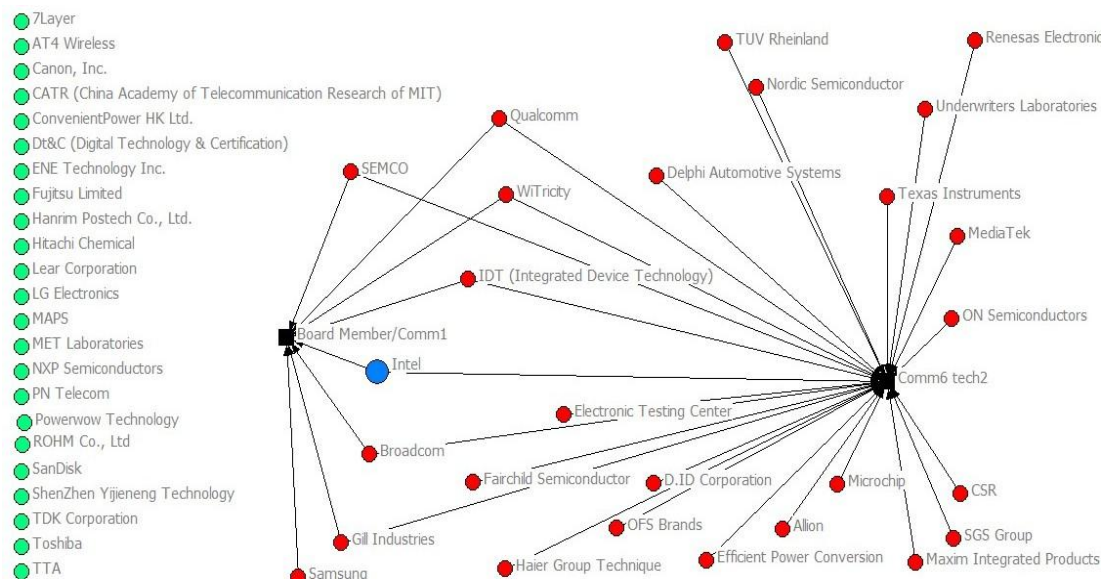 7Layer
AT4 Wireless
Canon, Inc.
CATR (China Academy of Telecommunication Research of MIT)
ConvenientPower HK Ltd.
Dt&C (Digital Technology & Certification)
ENE Technology Inc.
Fujitsu Limited
Hanrim Postech Co., Ltd.
Hitachi Chemical
Lear Corporation
LG Electronics
MAPS
MET Laboratories
NXP Semiconductors
PN Telecom
Powerwow Technology
ROHM Co., Ltd
SanDisk
ShenZhen Yijieneng Technology
TDK Corporation
Toshiba
TTA
TUV Rheinland
Renesas Electronic
Nordic Semiconductor
Underwriters Laboratories
Qualcomm
SEMCO
Delphi Automotive Systems
WiTricity
Texas Instruments
MediaTek
IDT (Integrated Device Technology)
ON Semiconductors
Board Member/Comm1
Intel
Comm6 tech2
Electronic Testing Center
Broadcom
Fairchild Semiconductor
D.ID Corporation
Microchip
CSR
OFS Brands
Allion
Gill Industries
SGS Group
Efficient Power Conversion
Maxim Integrated Products
Haier Group Technique
Samsung